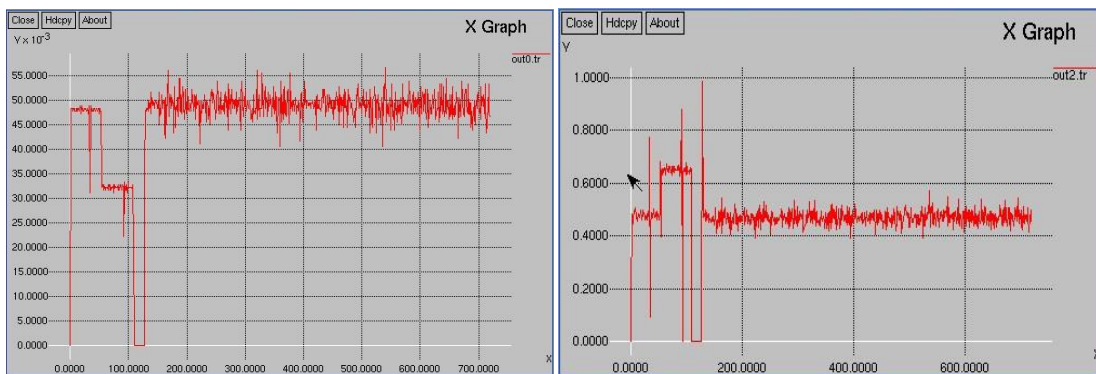 Close Hdcpy About
X Graph
Y x 10-3
out0.tr
55.0000
50.0000
45.0000
40.0000
35.0000
30.0000
25.0000
20.0000
15.0000
10.0000
5.0000
0.0000
X
0.0000 100.0000 200.0000 300.0000 400.0000 500.0000 600.0000 700.0000
Close Hdcpy About
X Graph
Y
out2.tr
1.0000
0.8000
0.6000
0.4000
0.2000
0.0000
X
0.0000 200.0000 400.0000 600.0000